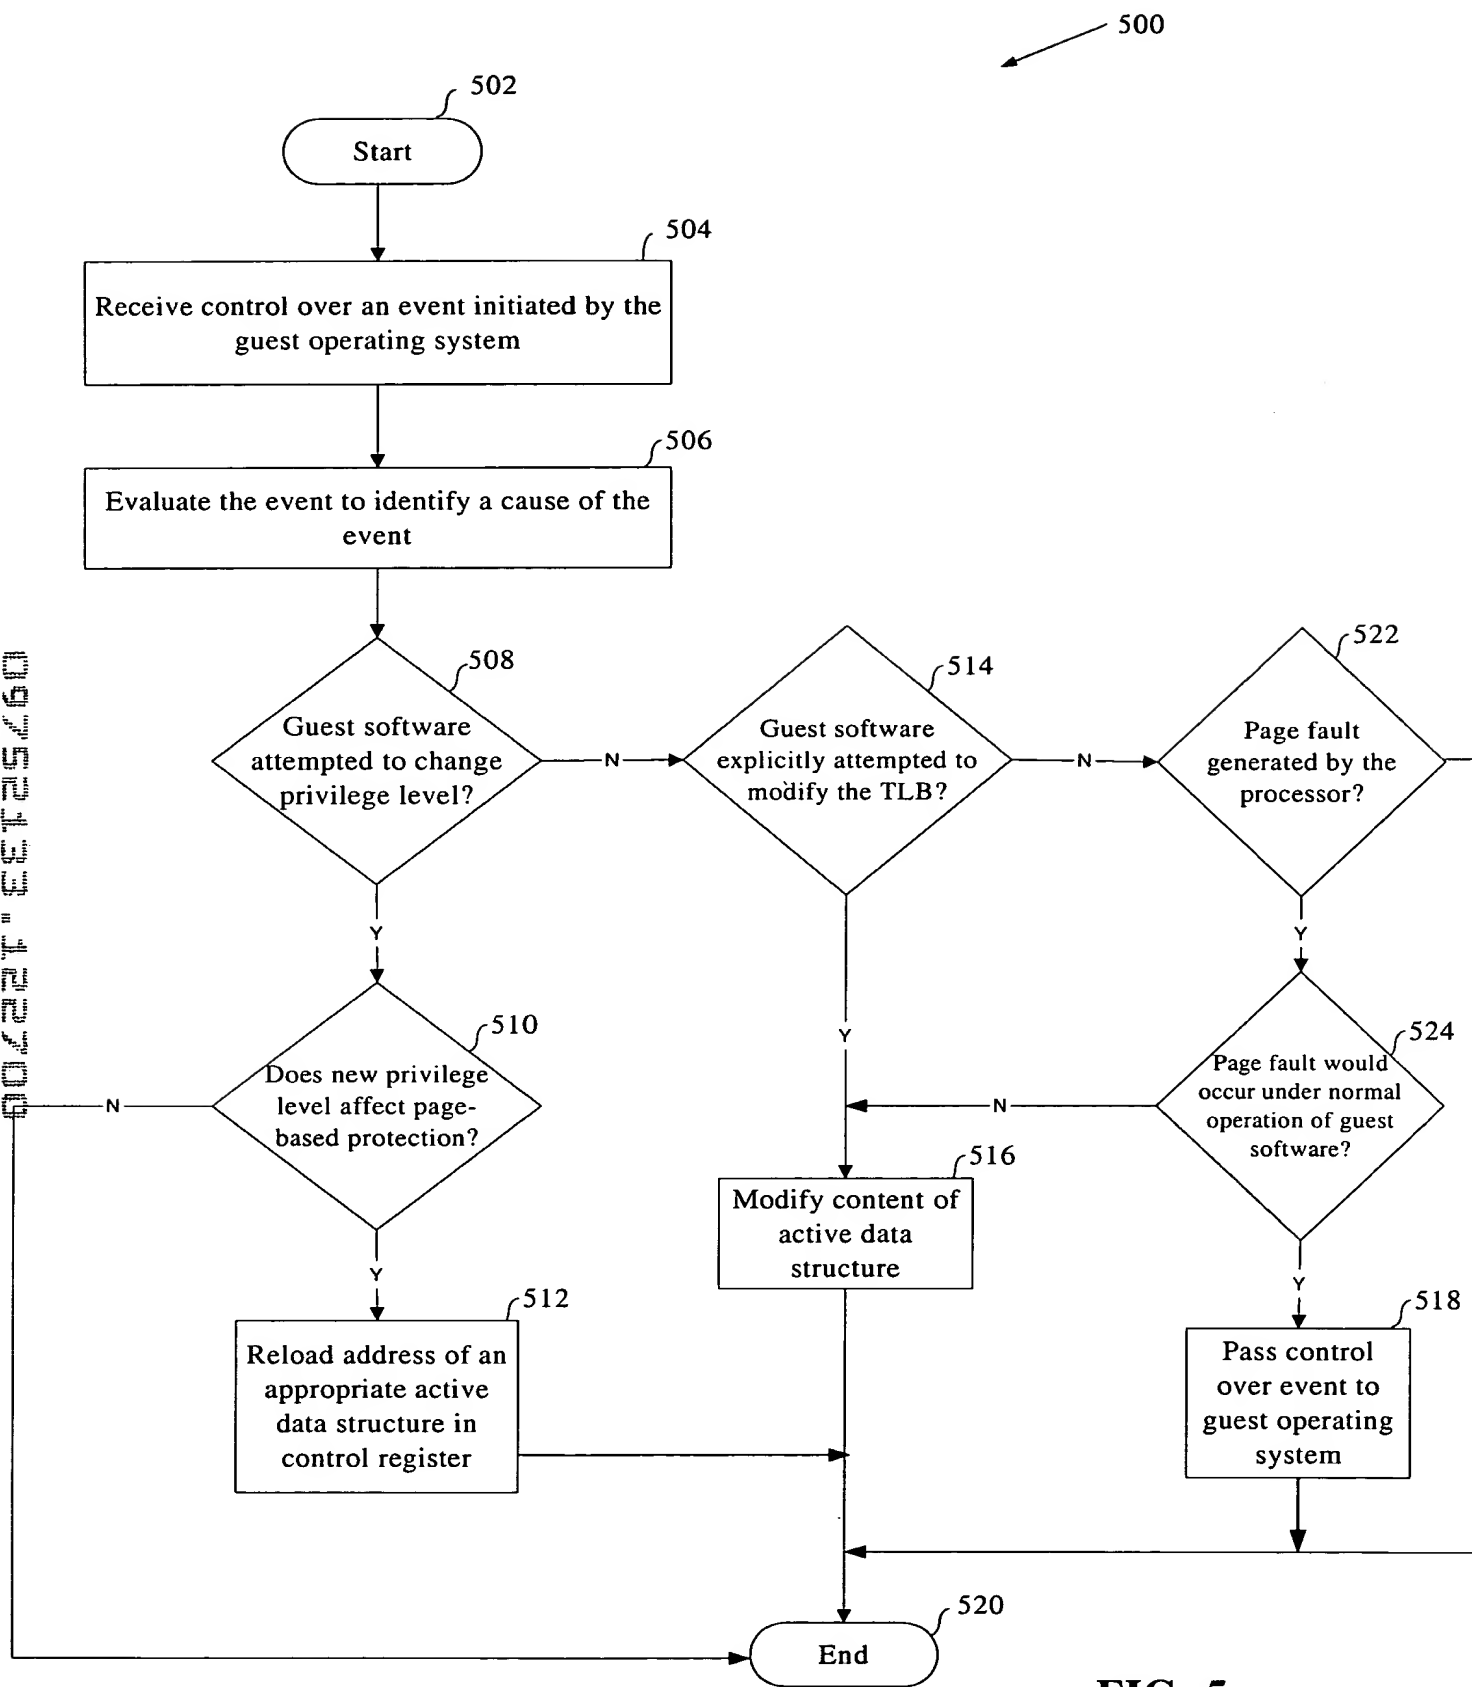 500
502
Start
504
Receive control over an event initiated by the
guest operating system
506
Evaluate the event to identify a cause of the
event
508
Guest software
attempted to change
privilege level?
N
514
Guest software
explicitly attempted to
modify the TLB?
N
522
Page fault
generated by the
processor?
Y
Y
Y
510
Does new privilege
level affect page-
based protection?
N
524
Page fault would
occur under normal
operation of guest
software?
N
516
Modify content of
active data
structure
Y
Y
512
Reload address of an
appropriate active
data structure in
control register
518
Pass control
over event to
guest operating
system
520
End